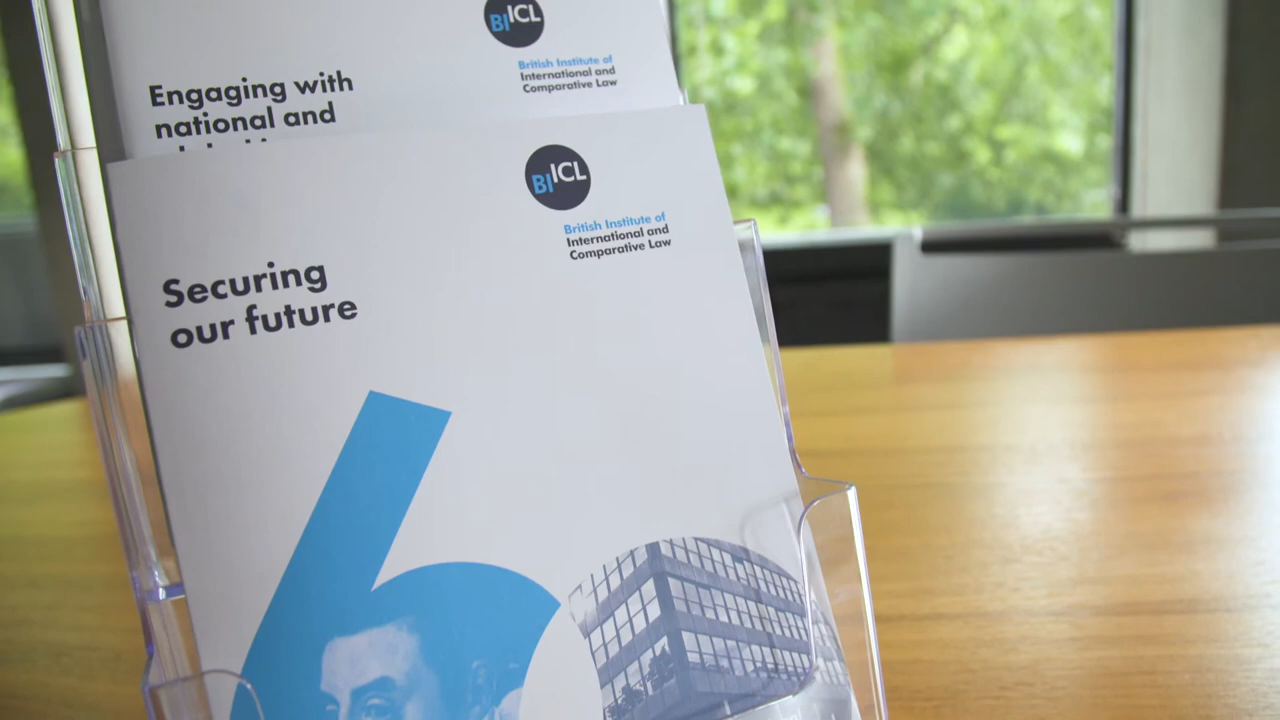 BIICL
British Institute of
International and
Comparative Law
Engaging with
national and
BIICL
British Institute of
International and
Comparative Law
Securing
our future
60